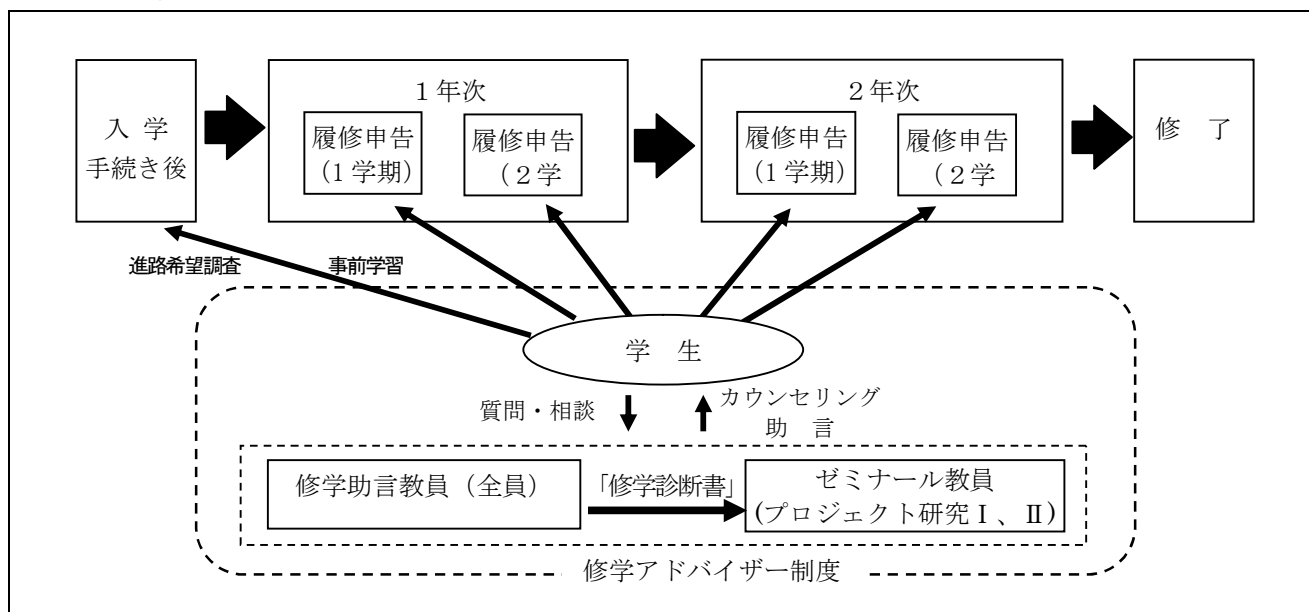 入 学
手続き後
１年次
履修申告
（１学期）
履修申告
（２学
２年次
履修申告
（１学期）
履修申告
（２学
修 了
進路希望調査
事前学習
学 生
質問・相談
カウンセリング
助 言
修学助言教員（全員）
「修学診断書」
ゼミナール教員
(プロジェクト研究Ⅰ、Ⅱ)
修学アドバイザー制度